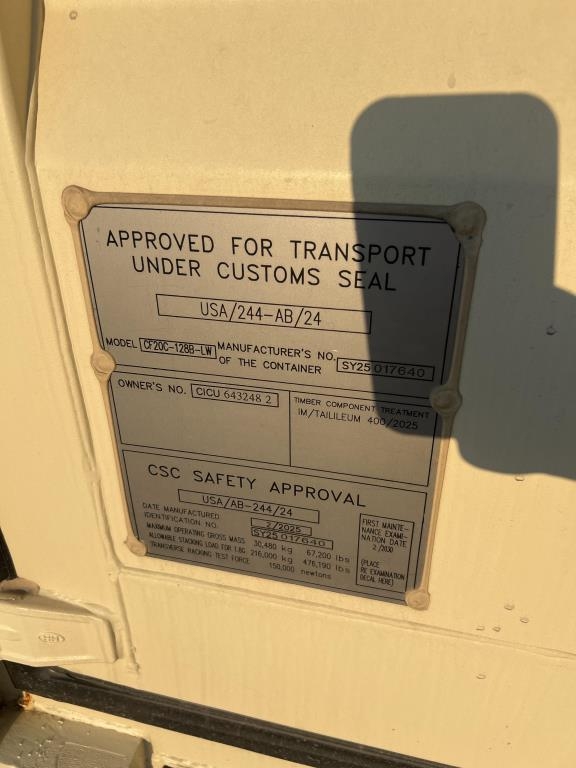 APPROVED FOR TRANSPORT
UNDER CUSTOMS SEAL
USA/244-AB/24
MODEL CF20C-128B-LW MANUFACTURER'S NO. OF THE CONTAINER SY25 017640
OWNER'S NO. CICU 643248 2
TIMBER COMPONENT TREATMENT
IM/TAILILEUM 400/2025
CSC SAFETY APPROVAL
USA/AB-244/24
DATE MANUFACTURED 2/2025
IDENTIFICATION NO. SY25 017640
MAXIMUM OPERATING GROSS MASS 30,480 kg 67,200 lbs
ALLOWABLE STACKING LOAD FOR 1.8G 216,000 kg 476,190 lbs
TRANSVERSE RACKING TEST FORCE 150,000 newtons
FIRST MAINTE-
NANCE EXAMI-
NATION DATE
2/2030
(PLACE
RE EXAMINATION
DECAL HERE)